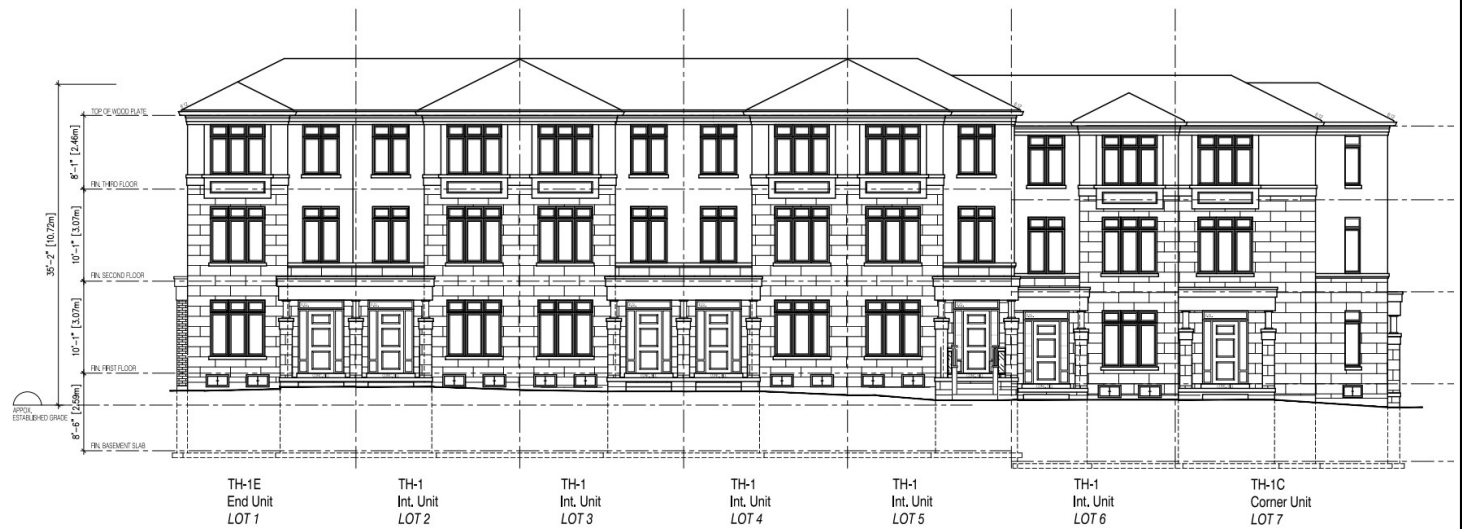 TOP OF WOOD PLATE
8'-1" [2.46m]
FIN. THIRD FLOOR
10'-1" [3.07m]
35'-2" [10.72m]
FIN. SECOND FLOOR
10'-1" [3.07m]
FIN. FIRST FLOOR
APPOX.
ESTABLISHED GRADE
8'-6" [2.59m]
FIN. BASEMENT SLAB
TH-1E
End Unit
LOT 1
TH-1
Int. Unit
LOT 2
TH-1
Int. Unit
LOT 3
TH-1
Int. Unit
LOT 4
TH-1
Int. Unit
LOT 5
TH-1
Int. Unit
LOT 6
TH-1C
Corner Unit
LOT 7